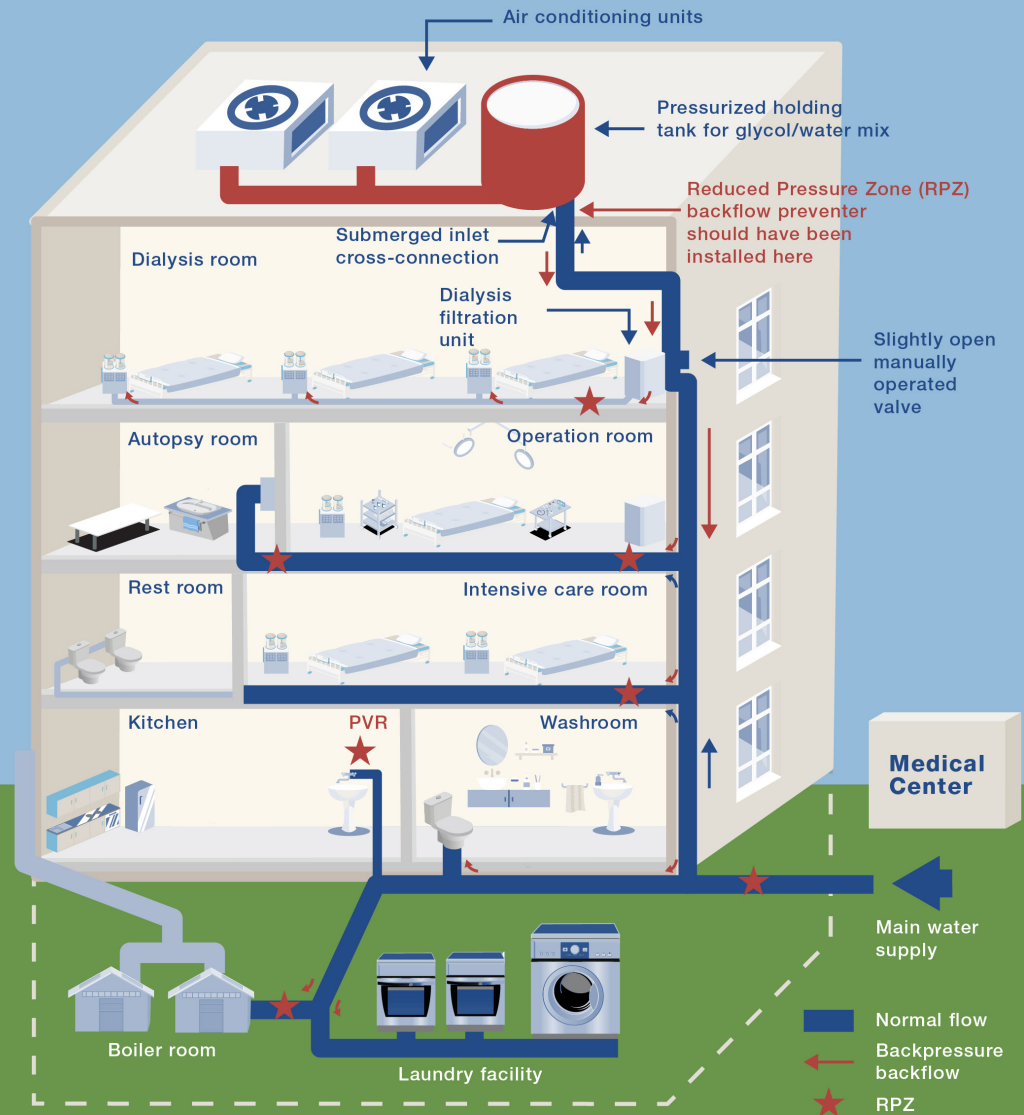 Air conditioning units
Pressurized holding
tank for glycol/water mix
Reduced Pressure Zone (RPZ)
backflow preventer
should have been
installed here
Submerged inlet
cross-connection
Dialysis room
Dialysis
filtration
unit
Slightly open
manually
operated
valve
Autopsy room
Operation room
Rest room
Intensive care room
Kitchen
PVR
Washroom
Medical
Center
Main water
supply
Boiler room
Laundry facility
Normal flow
Backpressure
backflow
RPZ